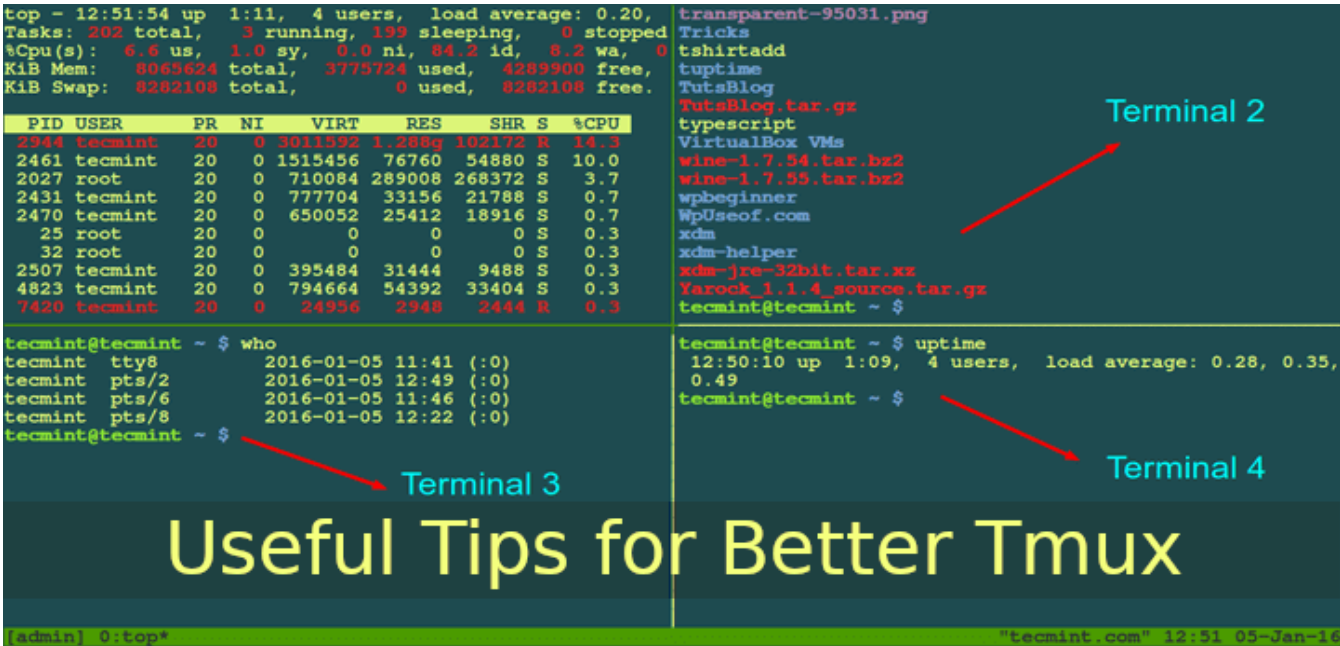 top - 12:51:54 up  1:11,  4 users,  load average: 0.20,
Tasks: 202 total,   3 running, 199 sleeping,   0 stopped
%Cpu(s):  6.6 us,  1.0 sy,  0.0 ni, 84.2 id,  8.2 wa,  0
KiB Mem:   8065624 total,  3775724 used,  4289900 free,
KiB Swap:  8282108 total,        0 used,  8282108 free.
PID USER PR NI VIRT RES SHR S %CPU
2944 tecmint 20 0 3011592 1.288g 102172 R 14.3
2461 tecmint 20 0 1515456 76760 54880 S 10.0
2027 root 20 0 710084 289008 268372 S 3.7
2431 tecmint 20 0 777704 33156 21788 S 0.7
2470 tecmint 20 0 650052 25412 18916 S 0.7
25 root 20 0 0 0 0 S 0.3
32 root 20 0 0 0 0 S 0.3
2507 tecmint 20 0 395484 31444 9488 S 0.3
4823 tecmint 20 0 794664 54392 33404 S 0.3
7420 tecmint 20 0 24956 2948 2444 R 0.3
transparent-95031.png
Tricks
tshirtadd
tuptime
TutsBlog
TutsBlog.tar.gz
typescript
VirtualBox VMs
wine-1.7.54.tar.bz2
wine-1.7.55.tar.bz2
wpbeginner
WpUseof.com
xdm
xdm-helper
xdm-jre-32bit.tar.xz
Yarock_1.1.4_source.tar.gz
tecmint@tecmint ~ $
Terminal 2
tecmint@tecmint ~ $ who
tecmint  tty8         2016-01-05 11:41 (:0)
tecmint  pts/2        2016-01-05 12:49 (:0)
tecmint  pts/6        2016-01-05 11:46 (:0)
tecmint  pts/8        2016-01-05 12:22 (:0)
tecmint@tecmint ~ $
Terminal 3
tecmint@tecmint ~ $ uptime
12:50:10 up  1:09,  4 users,  load average: 0.28, 0.35,
0.49
tecmint@tecmint ~ $
Terminal 4
Useful Tips for Better Tmux
[admin] 0:top*
"tecmint.com" 12:51 05-Jan-16